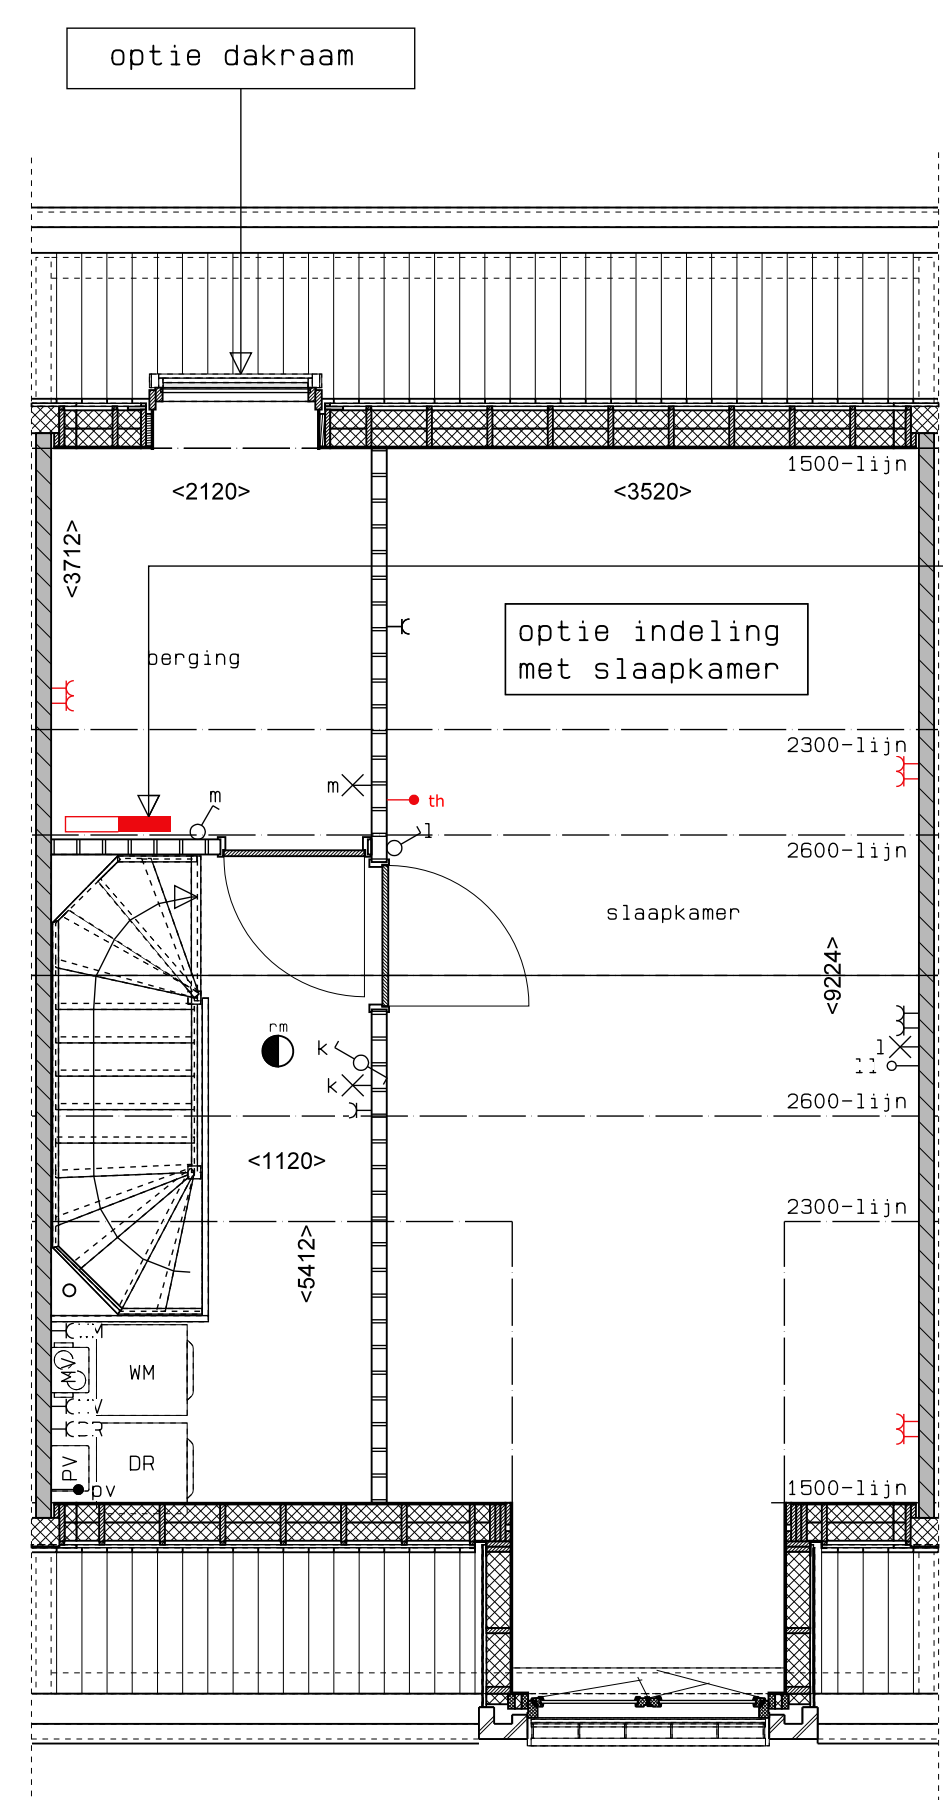 optie dakraam
1500-lijn
<2120>
<3520>
<3712>
optie indeling
met slaapkamer
berging
2300-lijn
m
th
m
l
2600-lijn
slaapkamer
<9224>
rm
k
l
k
2600-lijn
<1120>
2300-lijn
<5412>
MV
WM
PV
DR
pv
1500-lijn